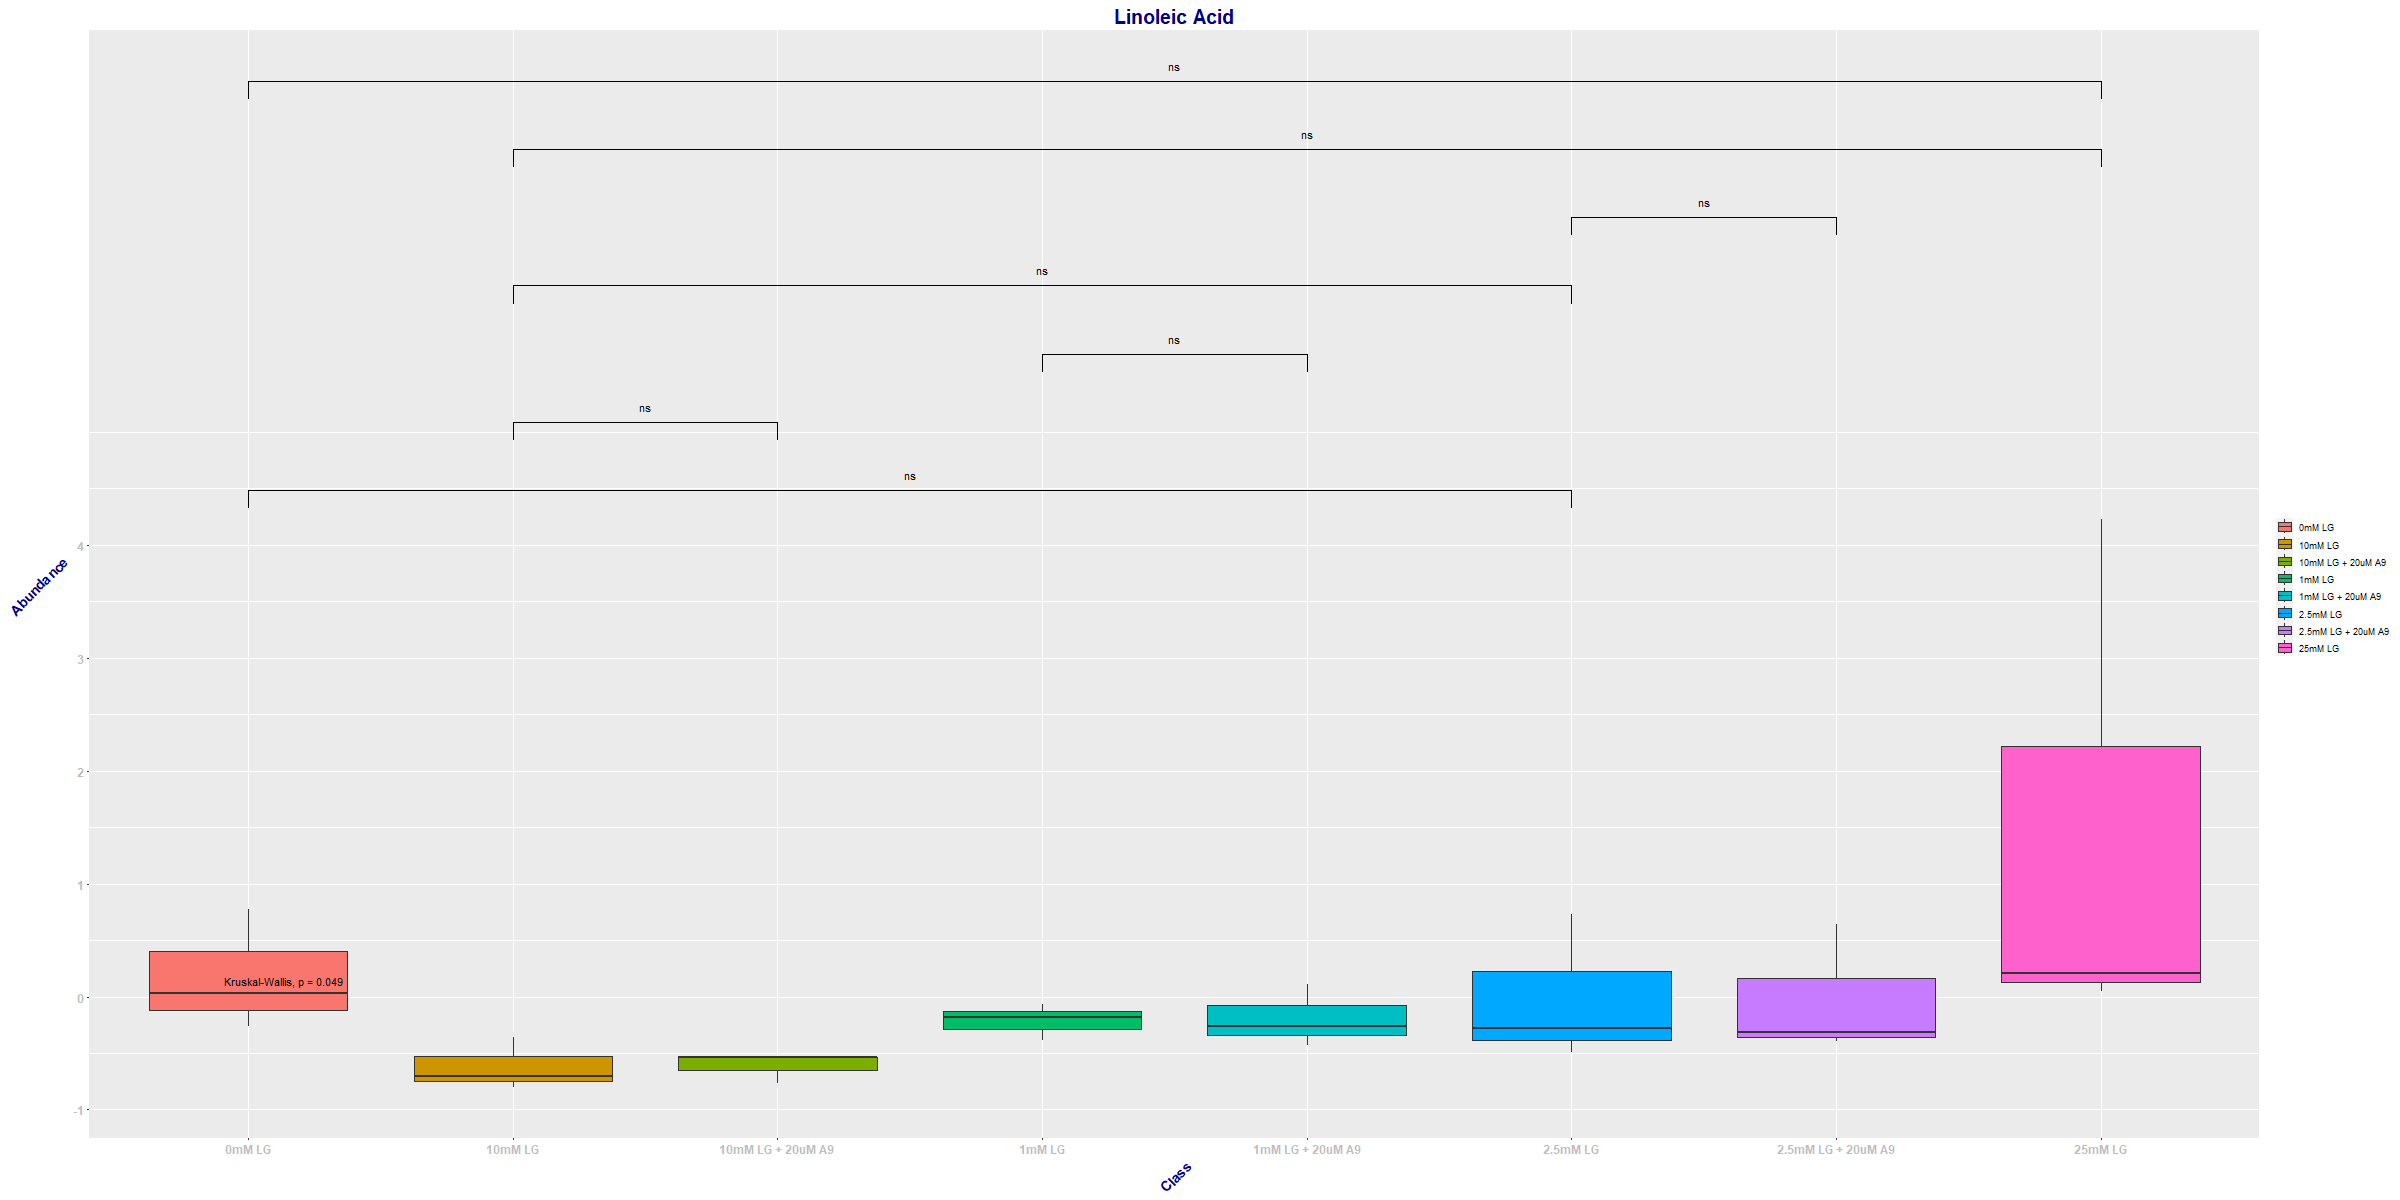 Linoleic Acid
ns
ns
ns
ns
ns
ns
ns
Abundance
4
3
2
1
0
-1
Kruskal-Wallis, p = 0.049
0mM LG
10mM LG
10mM LG + 20uM A9
1mM LG
1mM LG + 20uM A9
2.5mM LG
2.5mM LG + 20uM A9
25mM LG
Class
0mM LG
10mM LG
10mM LG + 20uM A9
1mM LG
1mM LG + 20uM A9
2.5mM LG
2.5mM LG + 20uM A9
25mM LG